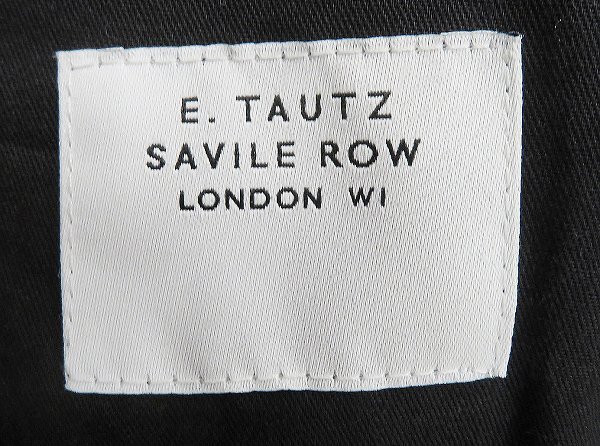 E. TAUTZ
SAVILE ROW
LONDON W1